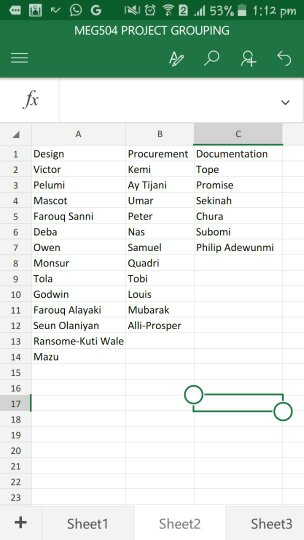 53% 1:12 pm
MEG504 PROJECT GROUPING
fx
A B C
1 Design Procurement Documentation
2 Victor Kemi Tope
3 Pelumi Ay Tijani Promise
4 Mascot Umar Sekinah
5 Farouq Sanni Peter Chura
6 Deba Nas Subomi
7 Owen Samuel Philip Adewunmi
8 Monsur Quadri
9 Tola Tobi
10 Godwin Louis
11 Farouq Alayaki Mubarak
12 Seun Olaniyan Alli-Prosper
13 Ransome-Kuti Wale
14 Mazu
15
16
17
18
19
20
21
22
23
+ Sheet1 Sheet2 Sheet3